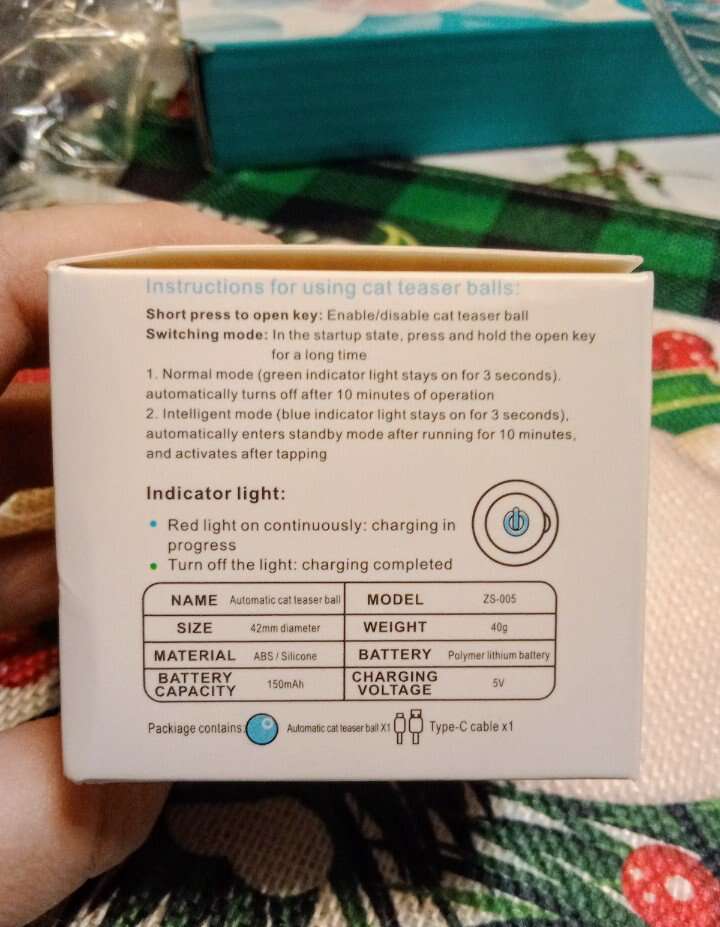 Instructions for using cat teaser balls:
Short press to open key: Enable/disable cat teaser ball
Switching mode: In the startup state, press and hold the open key
for a long time
1. Normal mode (green indicator light stays on for 3 seconds).
automatically turns off after 10 minutes of operation
2. Intelligent mode (blue indicator light stays on for 3 seconds),
automatically enters standby mode after running for 10 minutes,
and activates after tapping
Indicator light:
• Red light on continuously: charging in
progress
• Turn off the light: charging completed
NAME Automatic cat teaser ball MODEL ZS-005
SIZE 42mm diameter WEIGHT 40g
MATERIAL ABS / Silicone BATTERY Polymer lithium battery
BATTERY CAPACITY 150mAh CHARGING VOLTAGE 5V
Packiage contains: Automatic cat teaser ball X1 Type-C cable x1